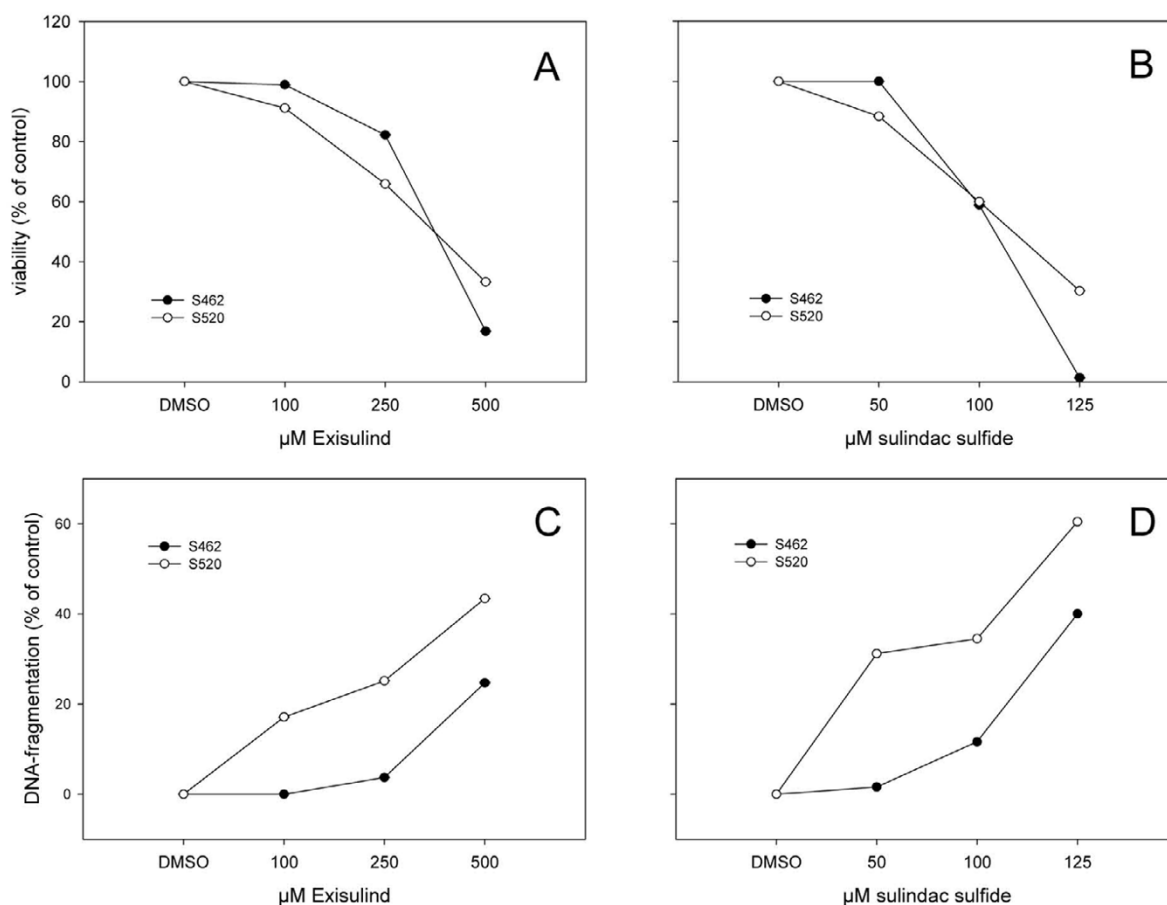 A
viability (% of control)
120
100
80
60
40
20
0
S462
S520
DMSO 100 250 500
µM Exisulind
B
S462
S520
DMSO 50 100 125
µM sulindac sulfide
C
DNA-fragmentation (% of control)
60
40
20
0
S462
S520
DMSO 100 250 500
µM Exisulind
D
S462
S520
DMSO 50 100 125
µM sulindac sulfide